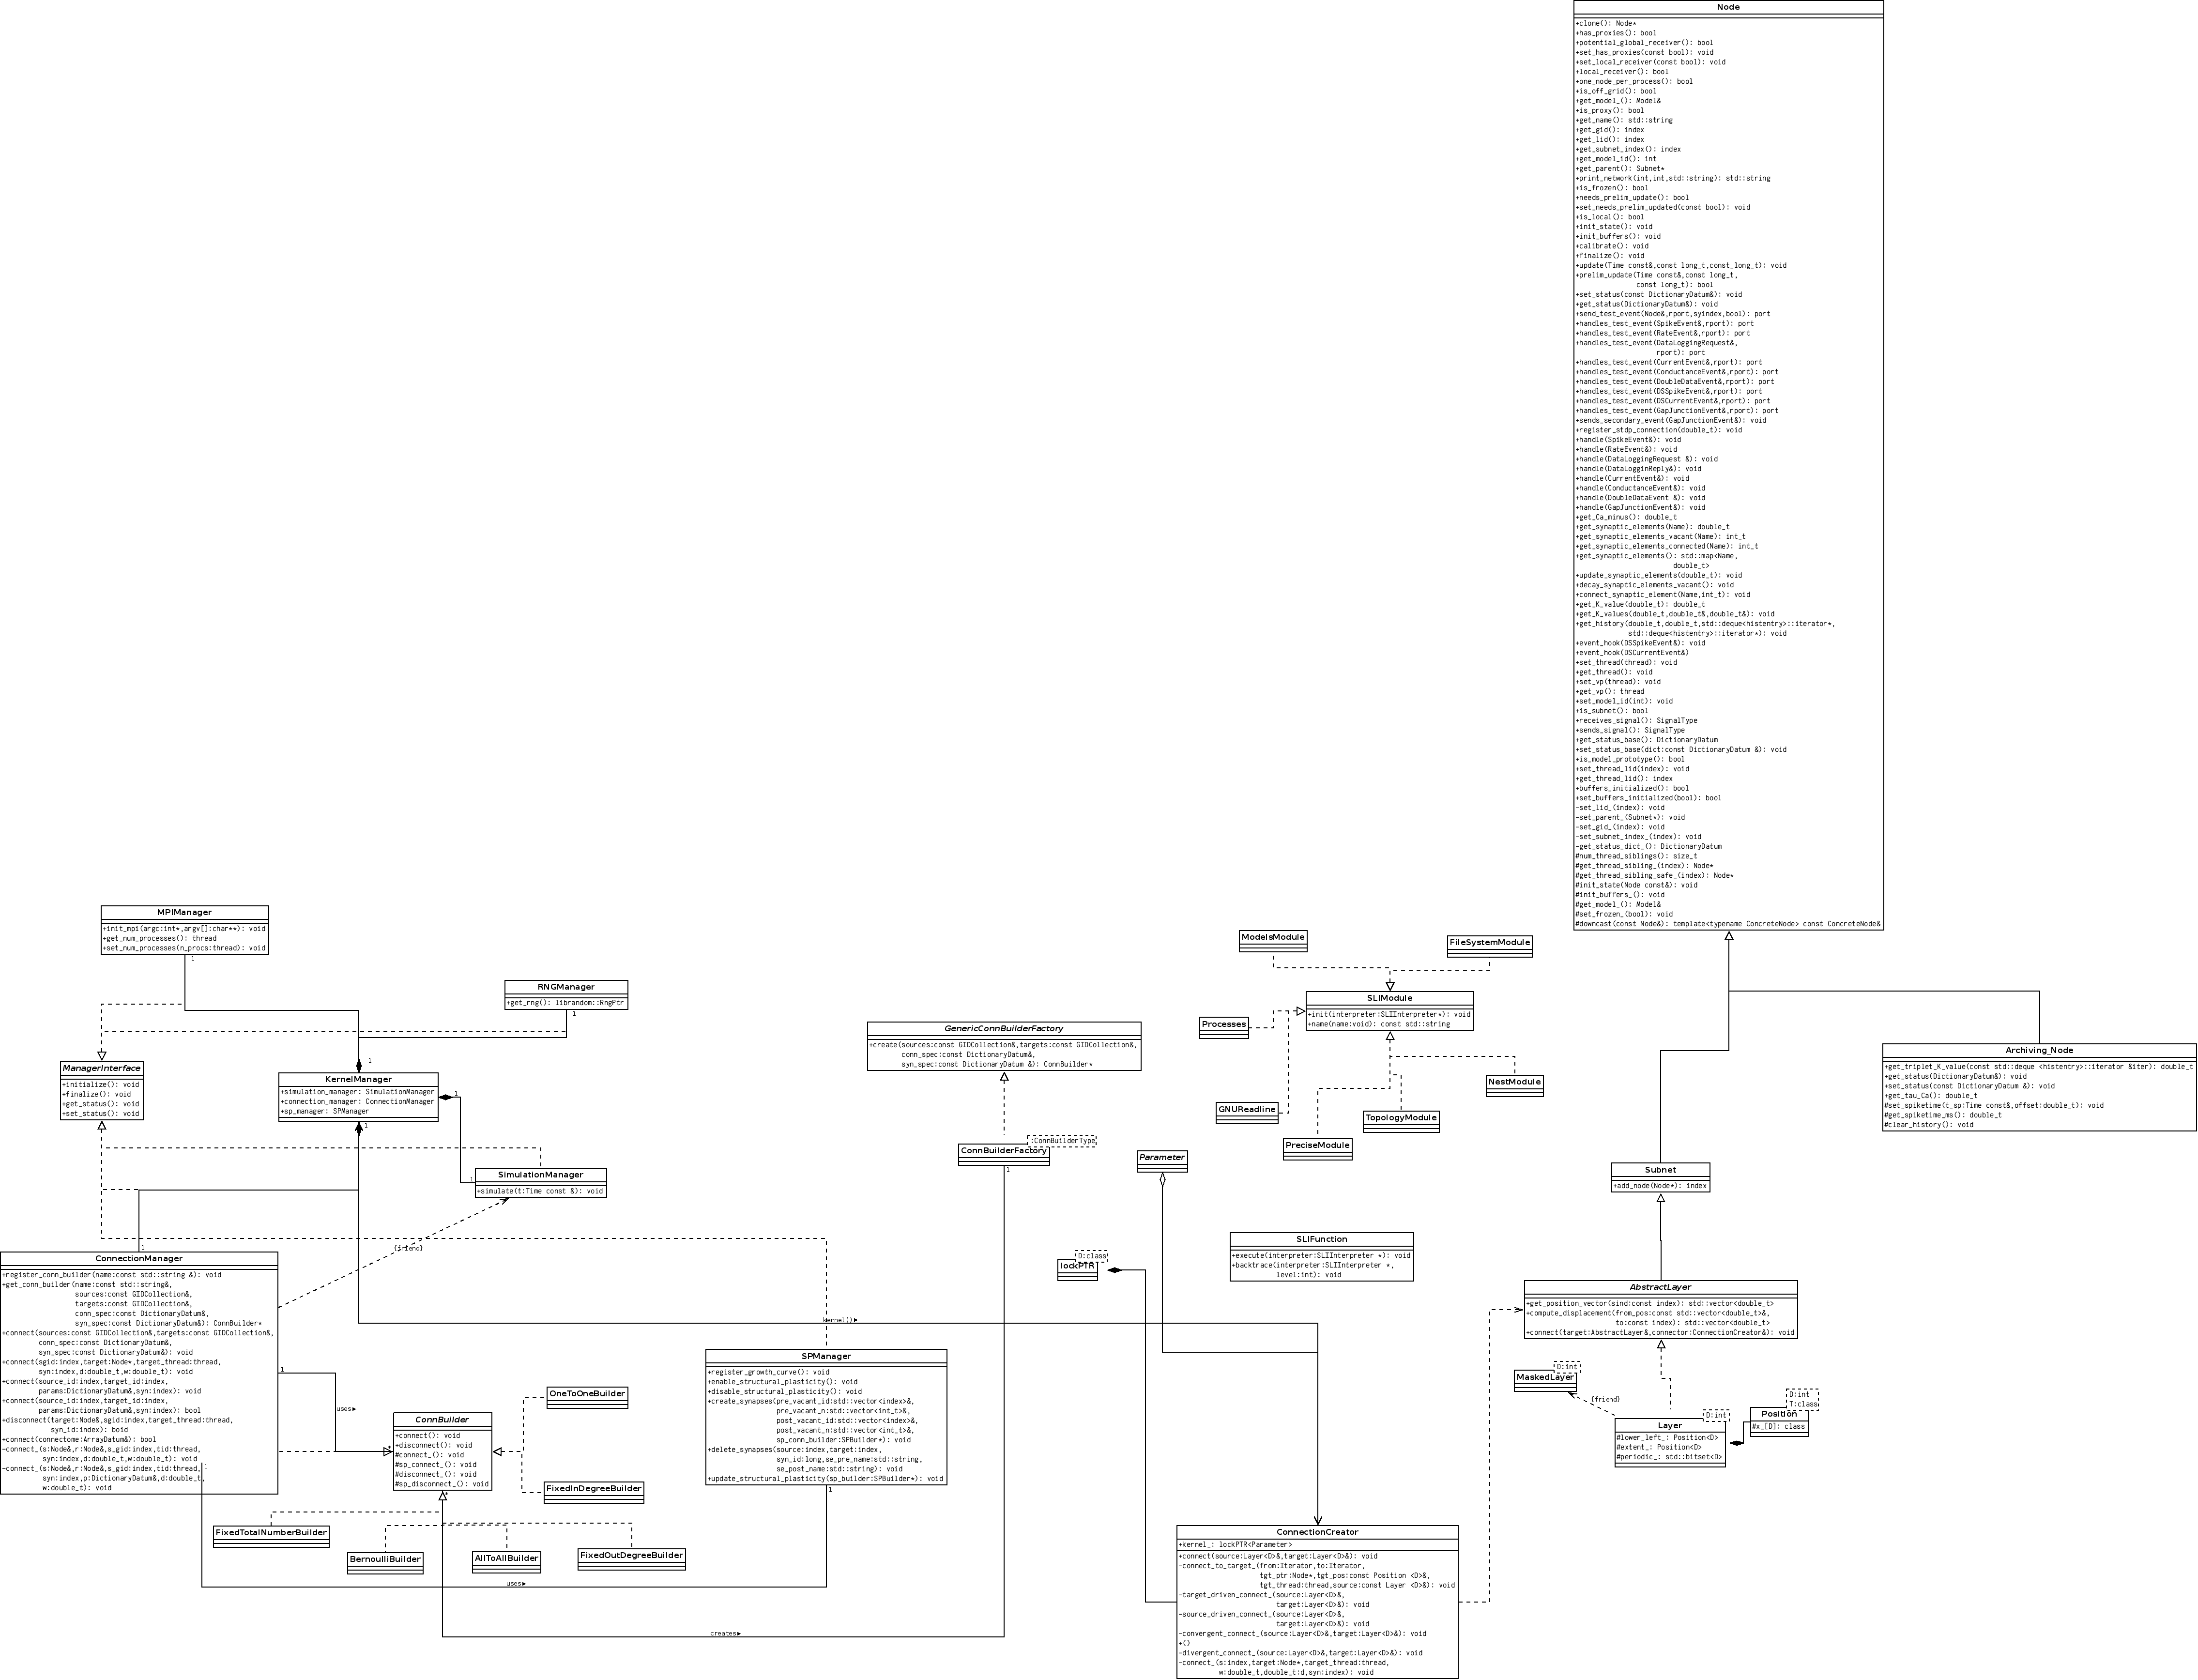 Node
+clone(): Node*
+has_proxies(): bool
+potential_global_receiver(): bool
+set_has_proxies(const bool): void
+set_local_receiver(const bool): void
+local_receiver(): bool
+one_node_per_process(): bool
+is_off_grid(): bool
+get_model_(): Model&
+is_proxy(): bool
+get_name(): std::string
+get_gid(): index
+get_lid(): index
+get_subnet_index(): index
+get_model_id(): int
+get_parent(): Subnet*
+print_network(int,int,std::string): std::string
+is_frozen(): bool
+needs_prelim_update(): bool
+set_needs_prelim_updated(const bool): void
+is_local(): bool
+init_state(): void
+init_buffers(): void
+calibrate(): void
+finalize(): void
+update(Time const&,const long_t,const_long_t): void
+prelim_update(Time const&,const long_t,
const long_t): bool
+set_status(const DictionaryDatum&): void
+get_status(DictionaryDatum&): void
+send_test_event(Node&,rport,syindex,bool): port
+handles_test_event(SpikeEvent&,rport): port
+handles_test_event(RateEvent&,rport): port
+handles_test_event(DataLoggingRequest&,
rport): port
+handles_test_event(CurrentEvent&,rport): port
+handles_test_event(ConductanceEvent&,rport): port
+handles_test_event(DoubleDataEvent&,rport): port
+handles_test_event(DSSpikeEvent&,rport): port
+handles_test_event(DSCurrentEvent&,rport): port
+handles_test_event(GapJunctionEvent&,rport): port
+sends_secondary_event(GapJunctionEvent&): void
+register_stdp_connection(double_t): void
+handle(SpikeEvent&): void
+handle(RateEvent&): void
+handle(DataLoggingRequest &): void
+handle(DataLogginReply&): void
+handle(CurrentEvent&): void
+handle(ConductanceEvent&): void
+handle(DoubleDataEvent &): void
+handle(GapJunctionEvent&): void
+get_Ca_minus(): double_t
+get_synaptic_elements(Name): double_t
+get_synaptic_elements_vacant(Name): int_t
+get_synaptic_elements_connected(Name): int_t
+get_synaptic_elements(): std::map<Name,
double_t>
+update_synaptic_elements(double_t): void
+decay_synaptic_elements_vacant(): void
+connect_synaptic_element(Name,int_t): void
+get_K_value(double_t): double_t
+get_K_values(double_t,double_t&,double_t&): void
+get_history(double_t,double_t,std::deque<histentry>::iterator*,
std::deque<histentry>::iterator*): void
+event_hook(DSSpikeEvent&): void
+event_hook(DSCurrentEvent&)
+set_thread(thread): void
+get_thread(): void
+set_vp(thread): void
+get_vp(): thread
+set_model_id(int): void
+is_subnet(): bool
+receives_signal(): SignalType
+sends_signal(): SignalType
+get_status_base(): DictionaryDatum
+set_status_base(dict:const DictionaryDatum &): void
+is_model_prototype(): bool
+set_thread_lid(index): void
+get_thread_lid(): index
+buffers_initialized(): bool
+set_buffers_initialized(bool): bool
-set_lid_(index): void
-set_parent_(Subnet*): void
-set_gid_(index): void
-set_subnet_index_(index): void
-get_status_dict_(): DictionaryDatum
#num_thread_siblings(): size_t
#get_thread_sibling_(index): Node*
#get_thread_sibling_safe_(index): Node*
#init_state(Node const&): void
#init_buffers_(): void
#get_model_(): Model&
#set_frozen_(bool): void
#downcast(const Node&): template<typename ConcreteNode> const ConcreteNode&
MPIManager
+init_mpi(argc:int*,argv[]:char**): void
+get_num_processes(): thread
+set_num_processes(n_procs:thread): void
1
RNGManager
+get_rng(): librandom::RngPtr
1
ManagerInterface
+initialize(): void
+finalize(): void
+get_status(): void
+set_status(): void
1
KernelManager
+simulation_manager: SimulationManager
+connection_manager: ConnectionManager
+sp_manager: SPManager
1
1
SimulationManager
+simulate(t:Time const &): void
1
{friend}
GenericConnBuilderFactory
+create(sources:const GIDCollection&,targets:const GIDCollection&,
conn_spec:const DictionaryDatum&,
syn_spec:const DictionaryDatum &): ConnBuilder*
:ConnBuilderType
ConnBuilderFactory
1
ModelsModule
FileSystemModule
SLIModule
+init(interpreter:SLIInterpreter*): void
+name(name:void): const std::string
Processes
GNUReadline
NestModule
TopologyModule
PreciseModule
Parameter
SLIFunction
+execute(interpreter:SLIInterpreter *): void
+backtrace(interpreter:SLIInterpreter *,
level:int): void
D:class
lockPTR
Archiving_Node
+get_triplet_K_value(const std::deque <histentry>::iterator &iter): double_t
+get_status(DictionaryDatum&): void
+set_status(const DictionaryDatum &): void
+get_tau_Ca(): double_t
#set_spiketime(t_sp:Time const&,offset:double_t): void
#get_spiketime_ms(): double_t
#clear_history(): void
Subnet
+add_node(Node*): index
AbstractLayer
+get_position_vector(sind:const index): std::vector<double_t>
+compute_displacement(from_pos:const std::vector<double_t>&,
to:const index): std::vector<double_t>
+connect(target:AbstractLayer&,connector:ConnectionCreator&): void
D:int
MaskedLayer
{friend}
D:int
Layer
#lower_left_: Position<D>
#extent_: Position<D>
#periodic_: std::bitset<D>
D:int
T:class
Position
#x_[D]: class
1
ConnectionManager
+register_conn_builder(name:const std::string &): void
+get_conn_builder(name:const std::string&,
sources:const GIDCollection&,
targets:const GIDCollection&,
conn_spec:const DictionaryDatum&,
syn_spec:const DictionaryDatum&): ConnBuilder*
+connect(sources:const GIDCollection&,targets:const GIDCollection&,
conn_spec:const DictionaryDatum&,
syn_spec:const DictionaryDatum&): void
+connect(sgid:index,target:Node*,target_thread:thread,
syn:index,d:double_t,w:double_t): void
+connect(source_id:index,target_id:index,
params:DictionaryDatum&,syn:index): void
+connect(source_id:index,target_id:index,
params:DictionaryDatum&,syn:index): bool
+disconnect(target:Node&,sgid:index,target_thread:thread,
syn_id:index): boid
+connect(connectome:ArrayDatum&): bool
-connect_(s:Node&,r:Node&,s_gid:index,tid:thread,
syn:index,d:double_t,w:double_t): void
-connect_(s:Node&,r:Node&,s_gid:index,tid:thread,
syn:index,p:DictionaryDatum&,d:double_t,
w:double_t): void
1
1
uses
ConnBuilder
+connect(): void
+disconnect(): void
#connect_(): void
#sp_connect_(): void
#disconnect_(): void
#sp_disconnect_(): void
*
OneToOneBuilder
FixedInDegreeBuilder
FixedTotalNumberBuilder
BernoulliBuilder
AllToAllBuilder
FixedOutDegreeBuilder
kernel()
SPManager
+register_growth_curve(): void
+enable_structural_plasticity(): void
+disable_structural_plasticity(): void
+create_synapses(pre_vacant_id:std::vector<index>&,
pre_vacant_n:std::vector<int_t>&,
post_vacant_id:std::vector<index>&,
post_vacant_n:std::vector<int_t>&,
sp_conn_builder:SPBuilder*): void
+delete_synapses(source:index,target:index,
syn_id:long,se_pre_name:std::string,
se_post_name:std::string): void
+update_structural_plasticity(sp_builder:SPBuilder*): void
1
uses
creates
ConnectionCreator
+kernel_: lockPTR<Parameter>
+connect(source:Layer<D>&,target:Layer<D>&): void
-connect_to_target_(from:Iterator,to:Iterator,
tgt_ptr:Node*,tgt_pos:const Position <D>&,
tgt_thread:thread,source:const Layer <D>&): void
-target_driven_connect_(source:Layer<D>&,
target:Layer<D>&): void
-source_driven_connect_(source:Layer<D>&,
target:Layer<D>&): void
-convergent_connect_(source:Layer<D>&,target:Layer<D>&): void
+()
-divergent_connect_(source:Layer<D>&,target:Layer<D>&): void
-connect_(s:index,target:Node*,target_thread:thread,
w:double_t,double_t:d,syn:index): void